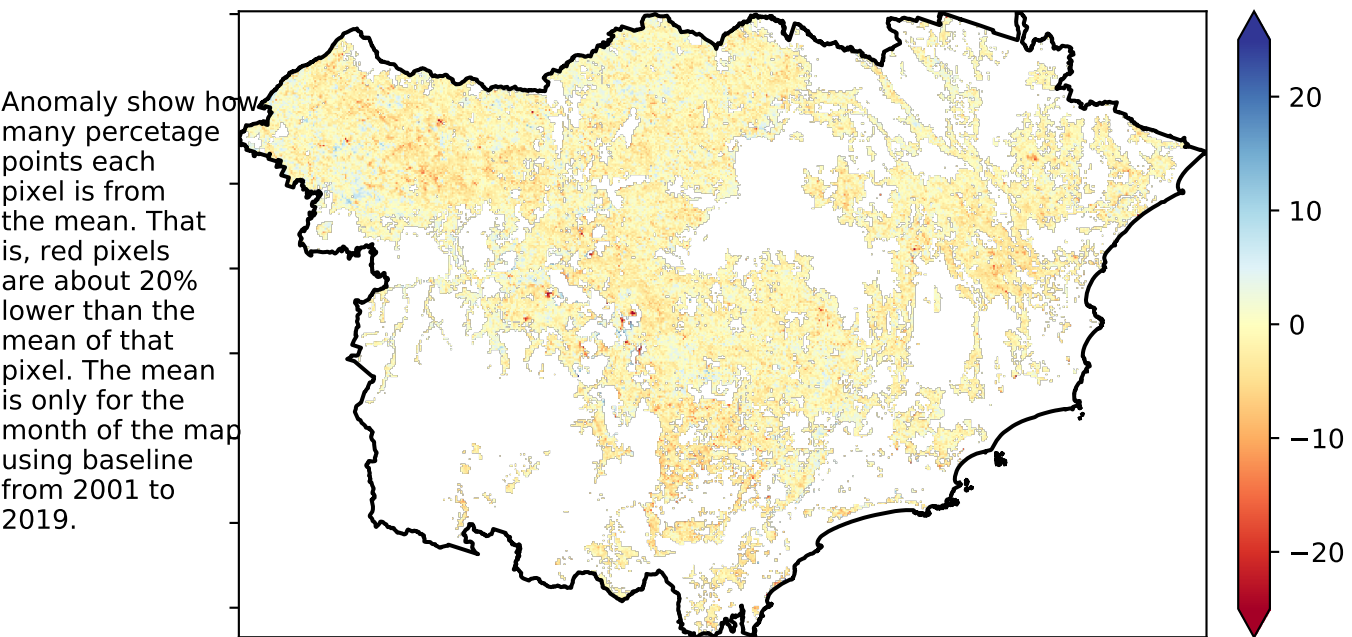 Anomaly show how
many percetage
points each
pixel is from
the mean. That
is, red pixels
are about 20%
lower than the
mean of that
pixel. The mean
is only for the
month of the map
using baseline
from 2001 to
2019.
20
10
0
−10
−20